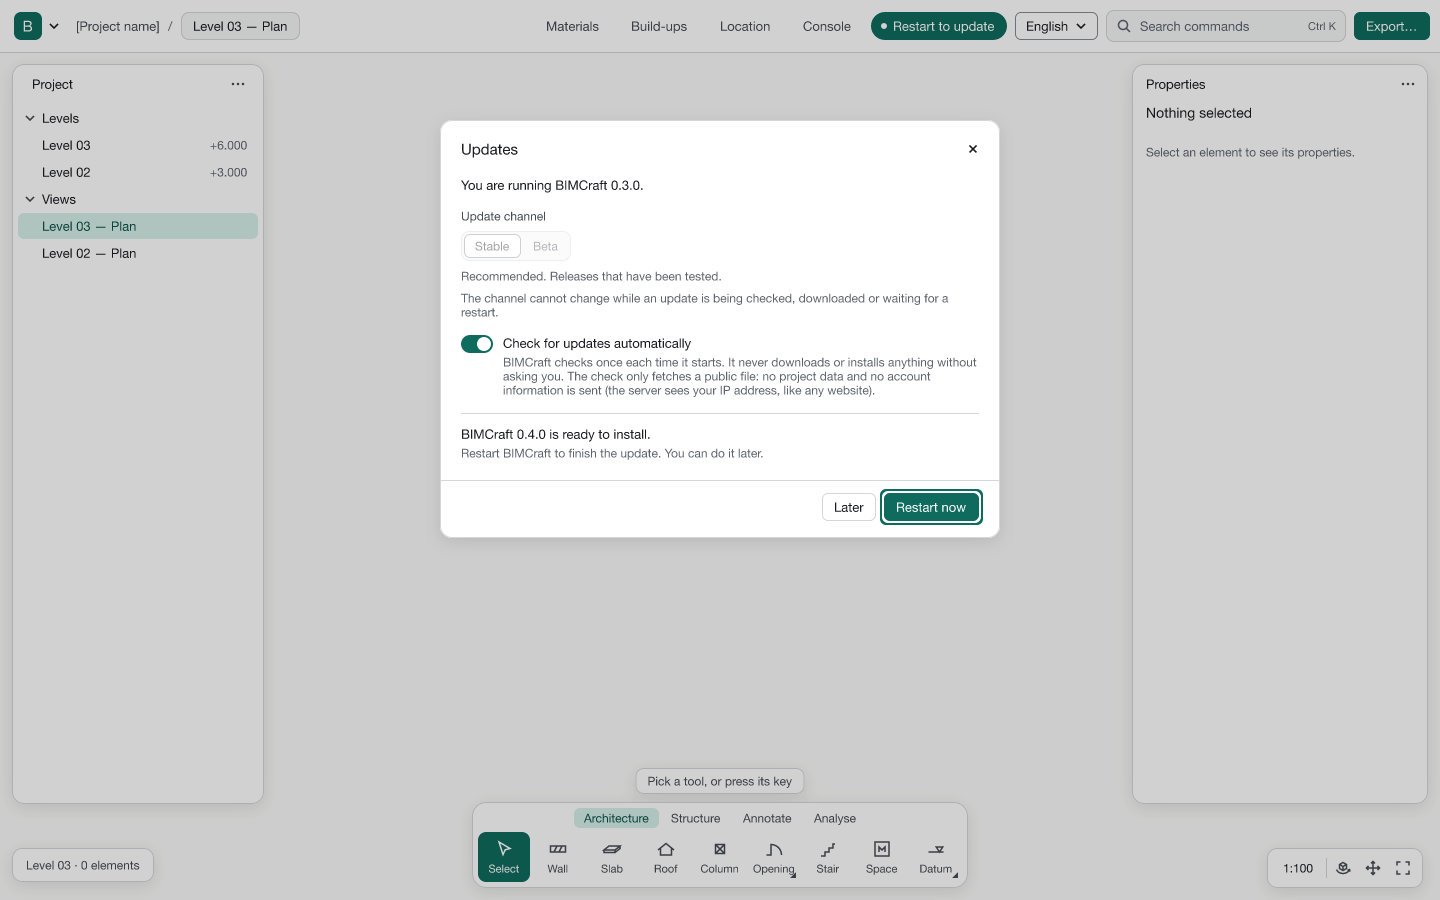 B
[Project name]
/
Level 03 — Plan
Materials
Build-ups
Location
Console
Restart to update
English
Search commands
Ctrl K
Export...
Project
Levels
Level 03 +6.000
Level 02 +3.000
Views
Level 03 — Plan
Level 02 — Plan
Updates
You are running BIMCraft 0.3.0.
Update channel
Stable
Beta
Recommended. Releases that have been tested.
The channel cannot change while an update is being checked, downloaded or waiting for a
restart.
Check for updates automatically
BIMCraft checks once each time it starts. It never downloads or installs anything without
asking you. The check only fetches a public file: no project data and no account
information is sent (the server sees your IP address, like any website).
BIMCraft 0.4.0 is ready to install.
Restart BIMCraft to finish the update. You can do it later.
Later
Restart now
Properties
Nothing selected
Select an element to see its properties.
Pick a tool, or press its key
Architecture
Structure
Annotate
Analyse
Select
Wall
Slab
Roof
Column
Opening
Stair
Space
Datum
Level 03 · 0 elements
1:100